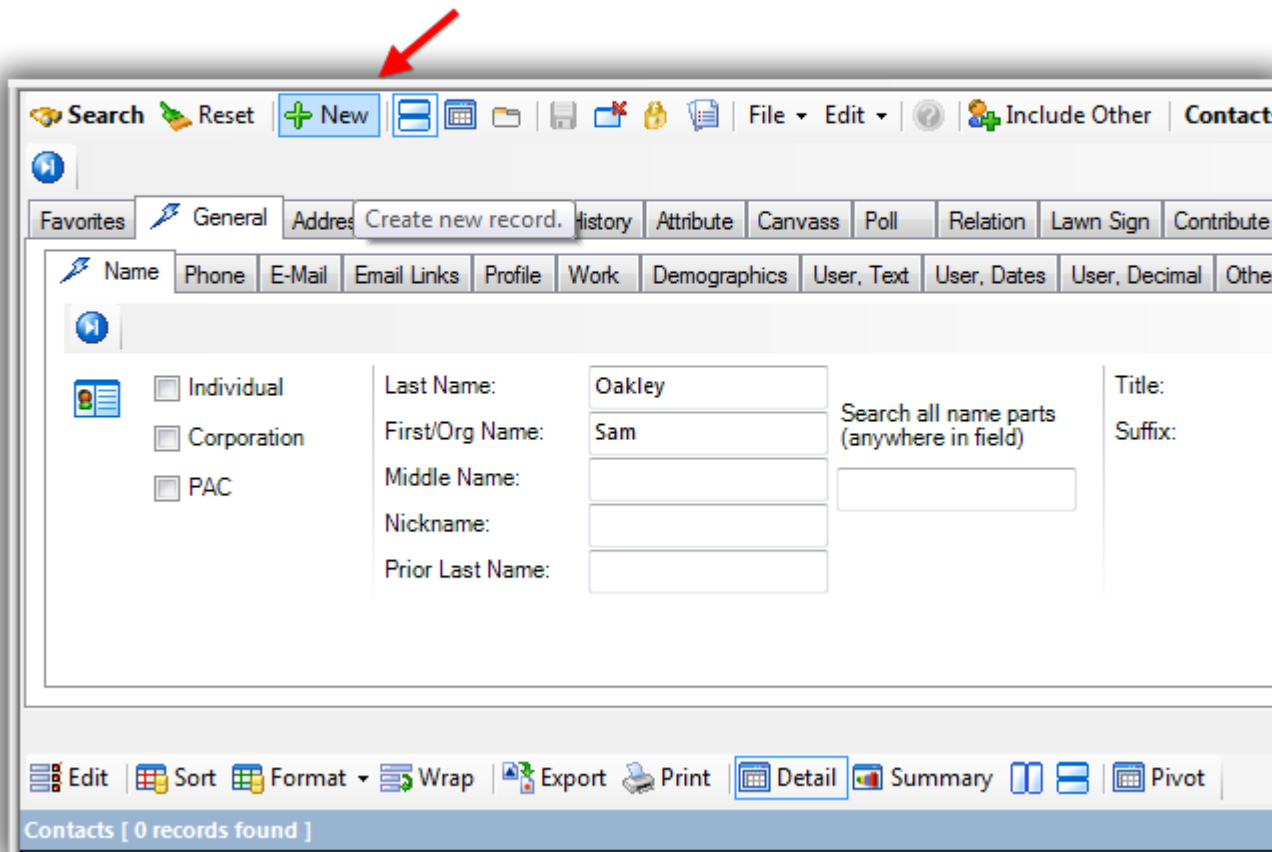 Search Reset New File Edit Include Other Contacts
Favorites General Addres Create new record. History Attribute Canvass Poll Relation Lawn Sign Contribute
Name Phone E-Mail Email Links Profile Work Demographics User, Text User, Dates User, Decimal Othe
Individual Last Name: Oakley Title:
Search all name parts
Corporation First/Org Name: Sam (anywhere in field) Suffix:
PAC Middle Name:
Nickname:
Prior Last Name:
Edit Sort Format Wrap Export Print Detail Summary Pivot
Contacts [ 0 records found ]